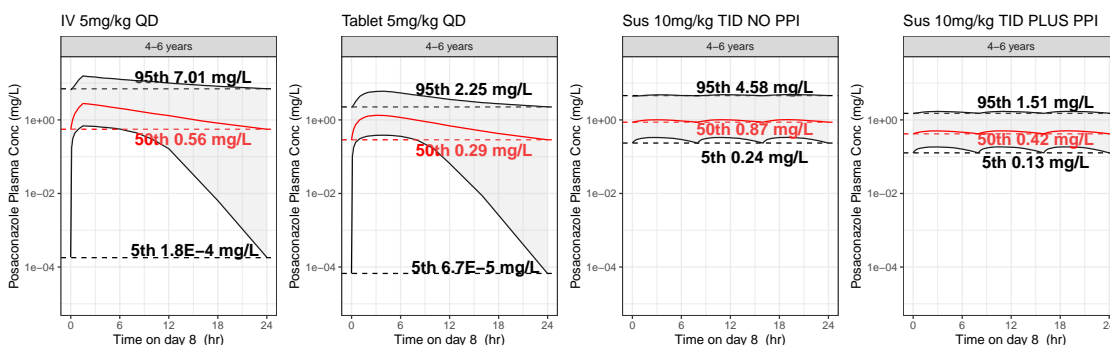 IV 5mg/kg QD
4−6 years
Posaconazole Plasma Conc (mg/L)
1e+00
1e−02
1e−04
95th 7.01 mg/L
50th 0.56 mg/L
5th 1.8E−4 mg/L
0 6 12 18 24
Time on day 8 (hr)
Tablet 5mg/kg QD
4−6 years
Posaconazole Plasma Conc (mg/L)
1e+00
1e−02
1e−04
95th 2.25 mg/L
50th 0.29 mg/L
5th 6.7E−5 mg/L
0 6 12 18 24
Time on day 8 (hr)
Sus 10mg/kg TID NO PPI
4−6 years
Posaconazole Plasma Conc (mg/L)
1e+00
1e−02
1e−04
95th 4.58 mg/L
50th 0.87 mg/L
5th 0.24 mg/L
0 6 12 18 24
Time on day 8 (hr)
Sus 10mg/kg TID PLUS PPI
4−6 years
Posaconazole Plasma Conc (mg/L)
1e+00
1e−02
1e−04
95th 1.51 mg/L
50th 0.42 mg/L
5th 0.13 mg/L
0 6 12 18 24
Time on day 8 (hr)